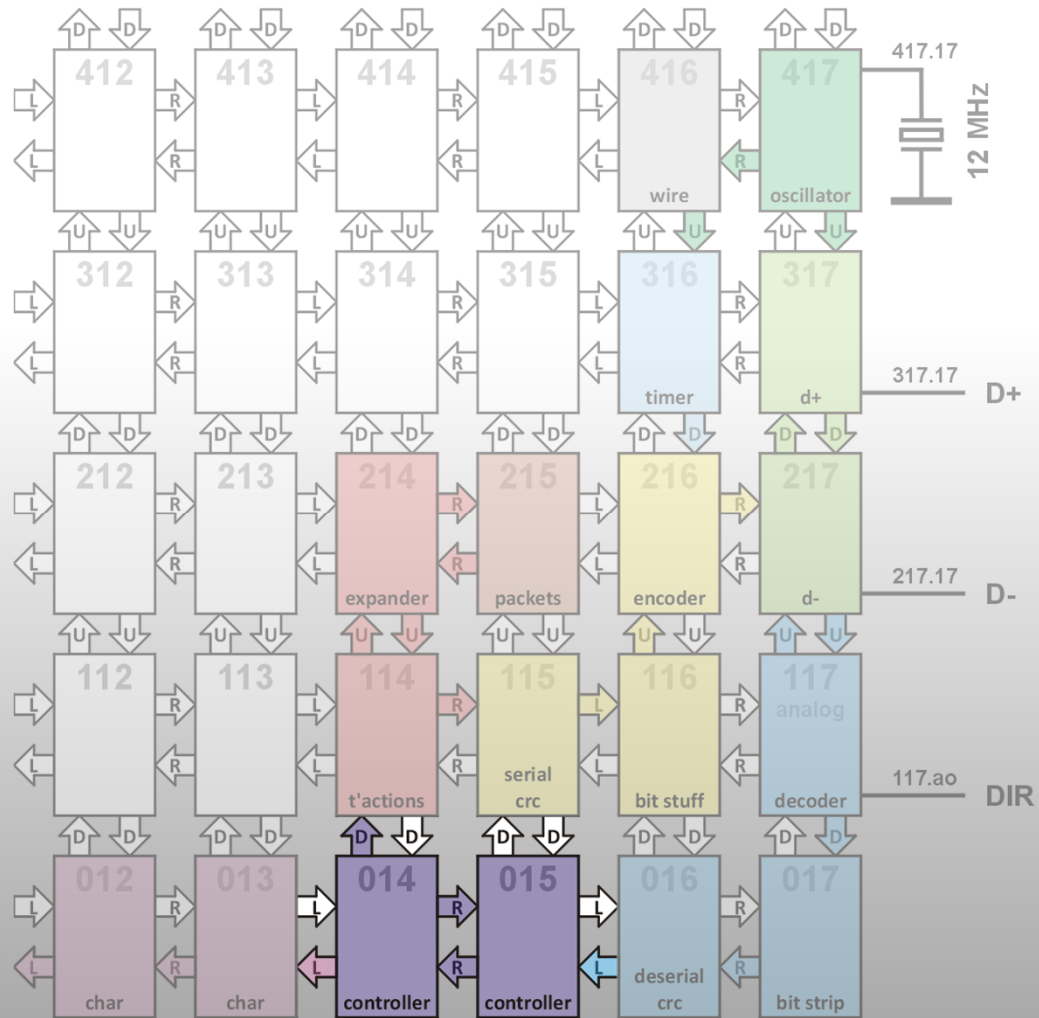 D D D D D D D D D D D D
412 413 414 415 416 417
417.17
L R L R L R
12 MHz
L R L R L R
wire oscillator
U U U U U U U U U U U U
312 313 314 315 316 317
L R L R L R
L R L R L R
317.17
D+
timer d+
D D D D D D D D D D D D
212 213 214 215 216 217
L R L R L R
L R L R L R
217.17
D-
expander packets encoder d-
U U U U U U U U U U U U
112 113 114 115 116 117
analog
L R L R L R
L R L R L R
117.ao
DIR
serial
t'actions crc bit stuff decoder
D D D D D D D D D D D D
012 013 014 015 016 017
L R L R L R
L R L R L R
deserial
char char controller controller crc bit strip